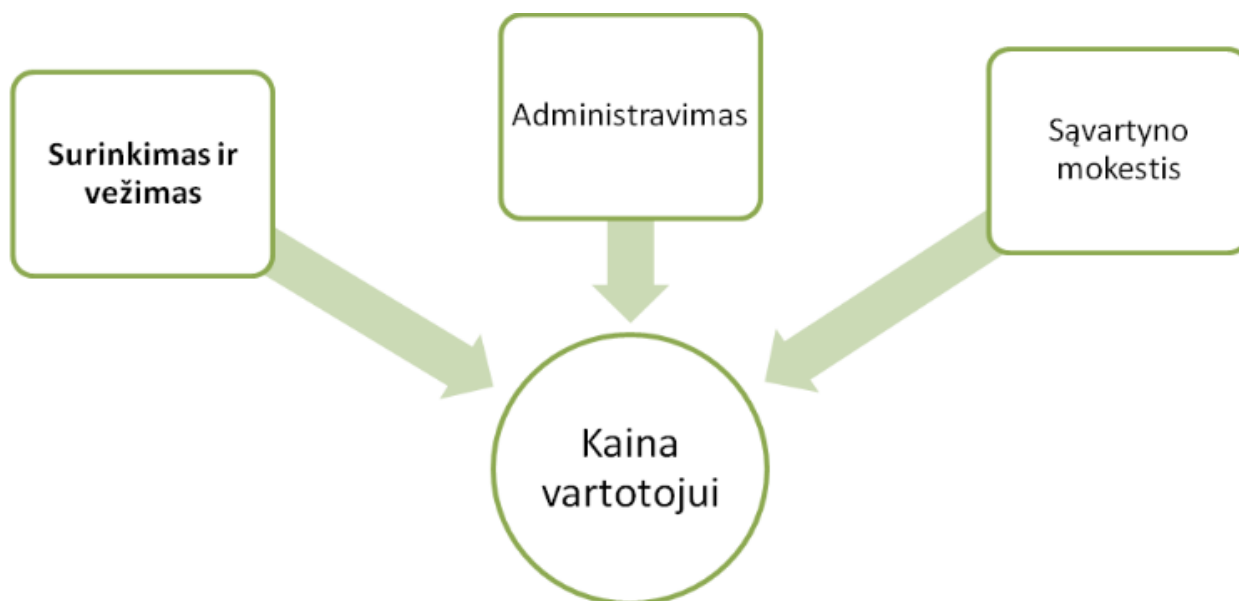 Surinkimas ir
vežimas
Administravimas
Sąvartyno
mokestis
Kaina
vartotojui